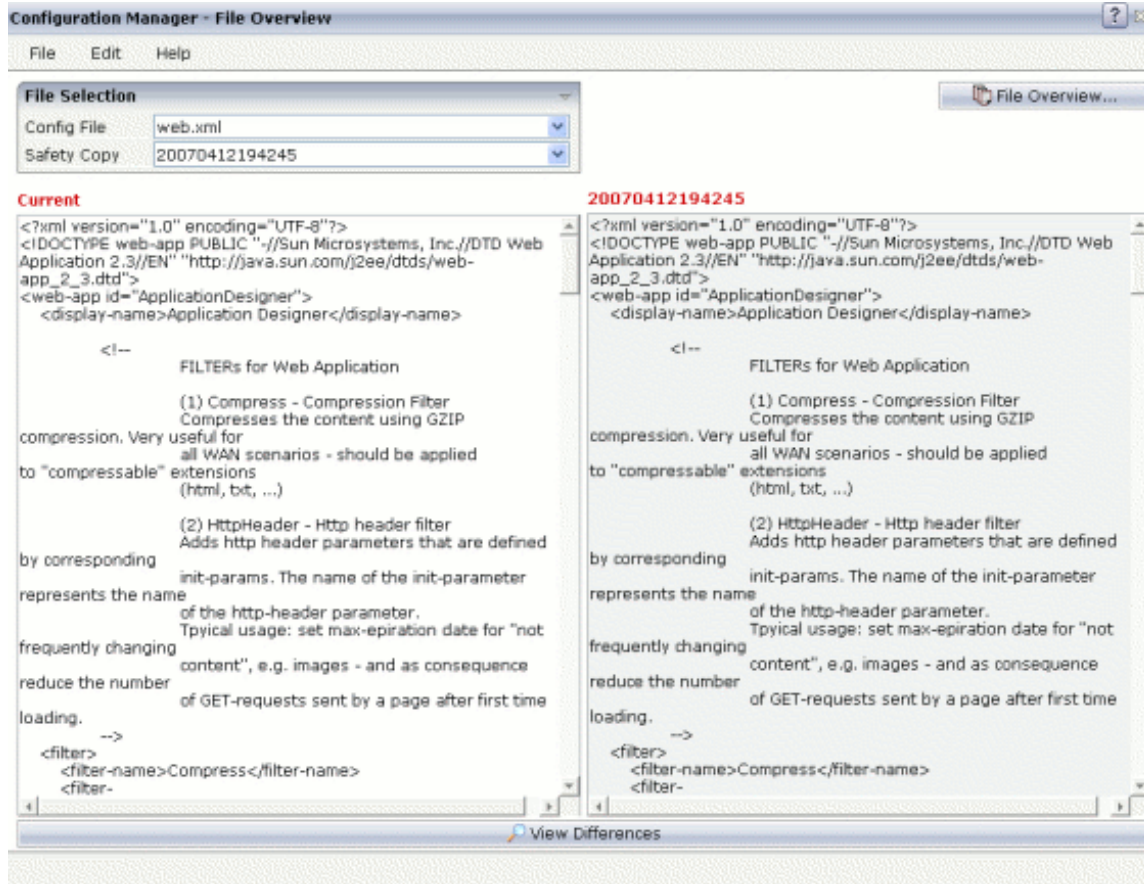 Configuration Manager - File Overview
?
File Edit Help
File Selection
File Overview...
Config File web.xml
Safety Copy 20070412194245
Current
<?xml version="1.0" encoding="UTF-8"?>
<!DOCTYPE web-app PUBLIC "-//Sun Microsystems, Inc.//DTD Web
Application 2.3//EN" "http://java.sun.com/j2ee/dtds/web-
app_2_3.dtd">
<web-app id="ApplicationDesigner">
<display-name>Application Designer</display-name>
<!--
FILTERs for Web Application
(1) Compress - Compression Filter
Compresses the content using GZIP
compression. Very useful for
all WAN scenarios - should be applied
to "compressable" extensions
(html, txt, ...)
(2) HttpHeader - Http header filter
Adds http header parameters that are defined
by corresponding
init-params. The name of the init-parameter
represents the name
of the http-header parameter.
Tpyical usage: set max-epiration date for "not
frequently changing
content", e.g. images - and as consequence
reduce the number
of GET-requests sent by a page after first time
loading.
-->
<filter>
<filter-name>Compress</filter-name>
<filter-
20070412194245
<?xml version="1.0" encoding="UTF-8"?>
<!DOCTYPE web-app PUBLIC "-//Sun Microsystems, Inc.//DTD Web
Application 2.3//EN" "http://java.sun.com/j2ee/dtds/web-
app_2_3.dtd">
<web-app id="ApplicationDesigner">
<display-name>Application Designer</display-name>
<!--
FILTERs for Web Application
(1) Compress - Compression Filter
Compresses the content using GZIP
compression. Very useful for
all WAN scenarios - should be applied
to "compressable" extensions
(html, txt, ...)
(2) HttpHeader - Http header filter
Adds http header parameters that are defined
by corresponding
init-params. The name of the init-parameter
represents the name
of the http-header parameter.
Tpyical usage: set max-epiration date for "not
frequently changing
content", e.g. images - and as consequence
reduce the number
of GET-requests sent by a page after first time
loading.
-->
<filter>
<filter-name>Compress</filter-name>
<filter-
View Differences